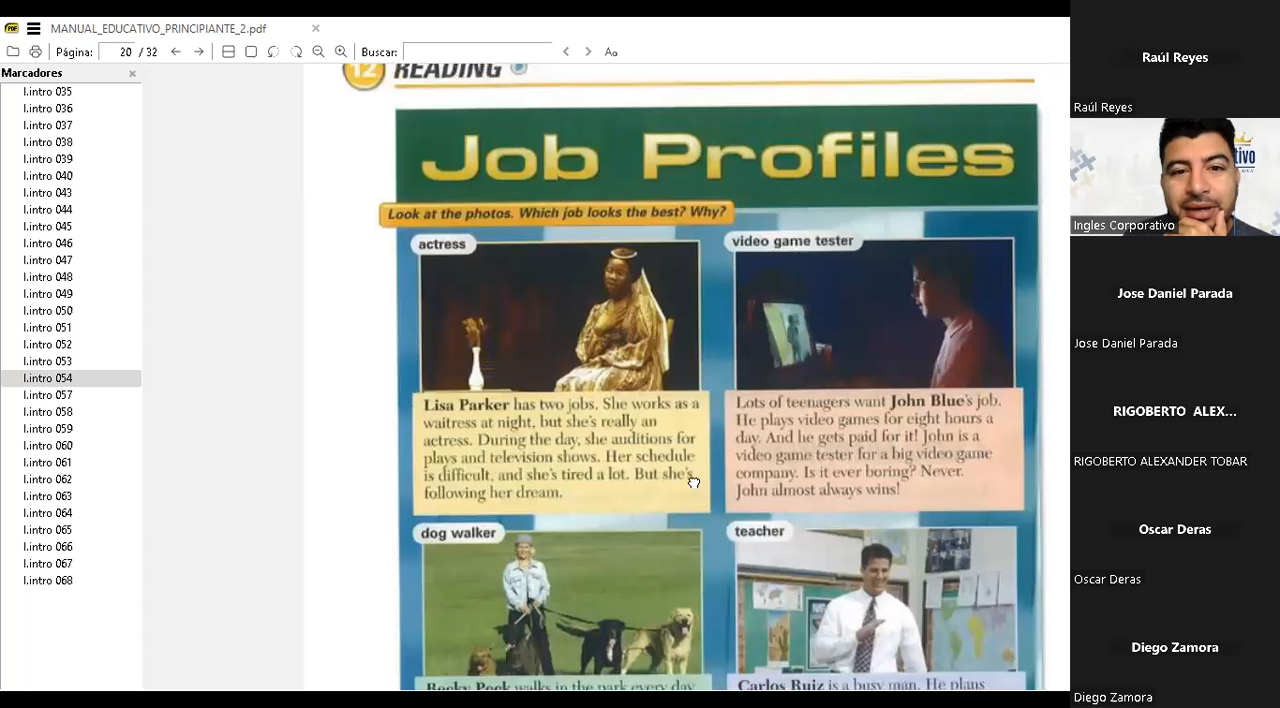 MANUAL_EDUCATIVO_PRINCIPIANTE_2.pdf
Página: 20 / 32 Buscar: Aa
Marcadores
I.intro 035
I.intro 036
I.intro 037
I.intro 038
I.intro 039
I.intro 040
I.intro 043
I.intro 044
I.intro 045
I.intro 046
I.intro 047
I.intro 048
I.intro 049
I.intro 050
I.intro 051
I.intro 052
I.intro 053
I.intro 054
I.intro 057
I.intro 058
I.intro 059
I.intro 060
I.intro 061
I.intro 062
I.intro 063
I.intro 064
I.intro 065
I.intro 066
I.intro 067
I.intro 068
12 READING
Job Profiles
Look at the photos. Which job looks the best? Why?
actress
Lisa Parker has two jobs. She works as a
waitress at night, but she's really an
actress. During the day, she auditions for
plays and television shows. Her schedule
is difficult, and she's tired a lot. But she's
following her dream.
video game tester
Lots of teenagers want John Blue's job.
He plays video games for eight hours a
day. And he gets paid for it! John is a
video game tester for a big video game
company. Is it ever boring? Never.
John almost always wins!
dog walker
Becky Peck walks in the park every day
teacher
Carlos Ruiz is a busy man. He plans
Raúl Reyes
Raúl Reyes
Ingles Corporativo
Jose Daniel Parada
Jose Daniel Parada
RIGOBERTO ALEX...
RIGOBERTO ALEXANDER TOBAR
Oscar Deras
Oscar Deras
Diego Zamora
Diego Zamora